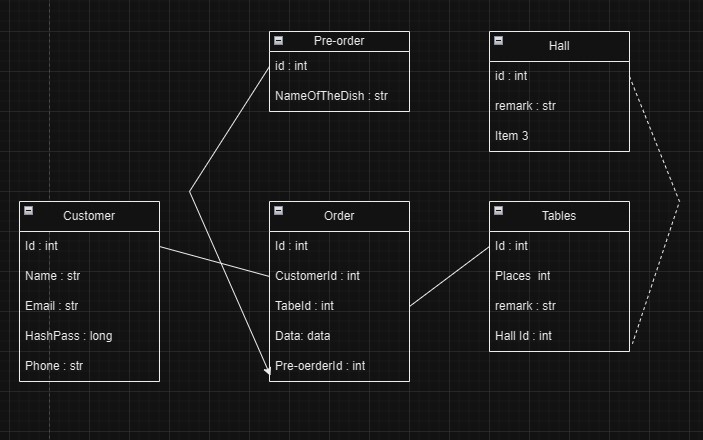 Pre-order
id : int
NameOfTheDish : str
Hall
id : int
remark : str
Item 3
Customer
Id : int
Name : str
Email : str
HashPass : long
Phone : str
Order
Id : int
CustomerId : int
TabeId : int
Data: data
Pre-oerderId : int
Tables
Id : int
Places  int
remark : str
Hall Id : int